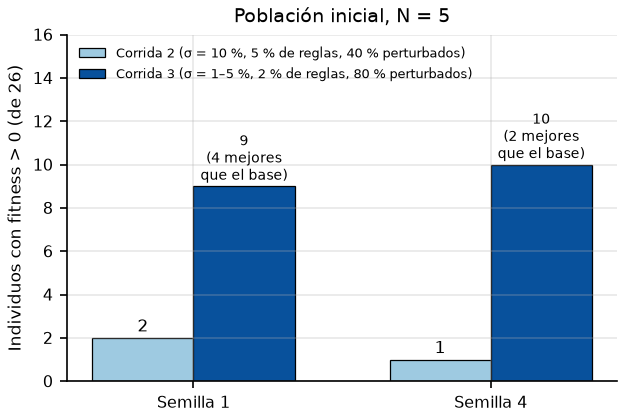 Población inicial, N = 5
Individuos con fitness > 0 (de 26)
16
14
12
10
8
6
4
2
0
Corrida 2 (σ = 10 %, 5 % de reglas, 40 % perturbados)
Corrida 3 (σ = 1–5 %, 2 % de reglas, 80 % perturbados)
2
9
(4 mejores
que el base)
1
10
(2 mejores
que el base)
Semilla 1
Semilla 4